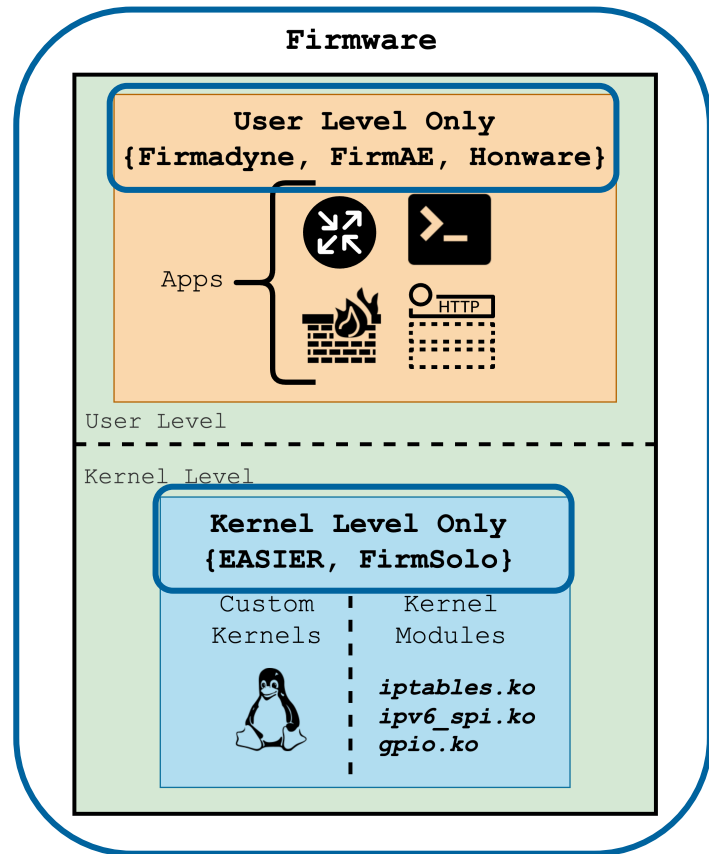 Firmware
User Level Only
{Firmadyne, FirmAE, Honware}
Apps
>_
HTTP
User Level
Kernel Level
Kernel Level Only
{EASIER, FirmSolo}
Custom
Kernels
Kernel
Modules
iptables.ko
ipv6_spi.ko
gpio.ko